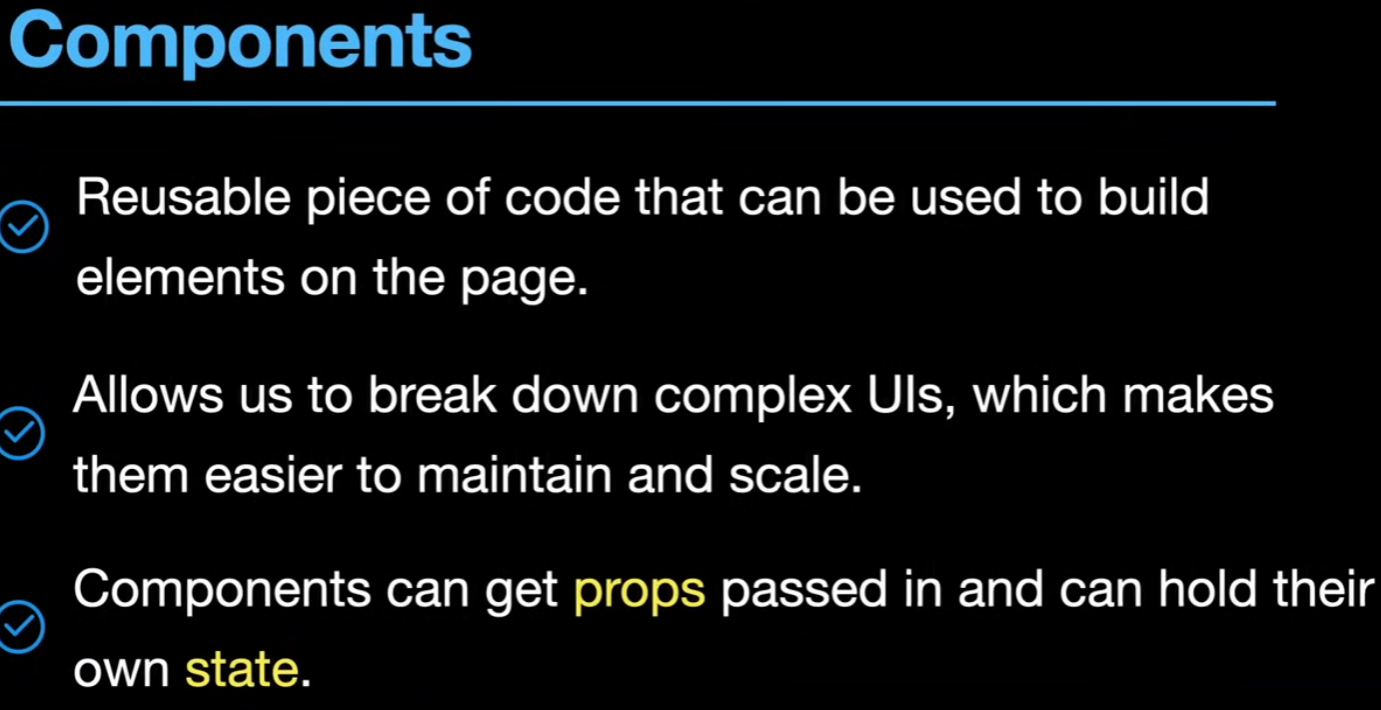 Components
Reusable piece of code that can be used to build
elements on the page.
Allows us to break down complex UIs, which makes
them easier to maintain and scale.
Components can get props passed in and can hold their
own state.